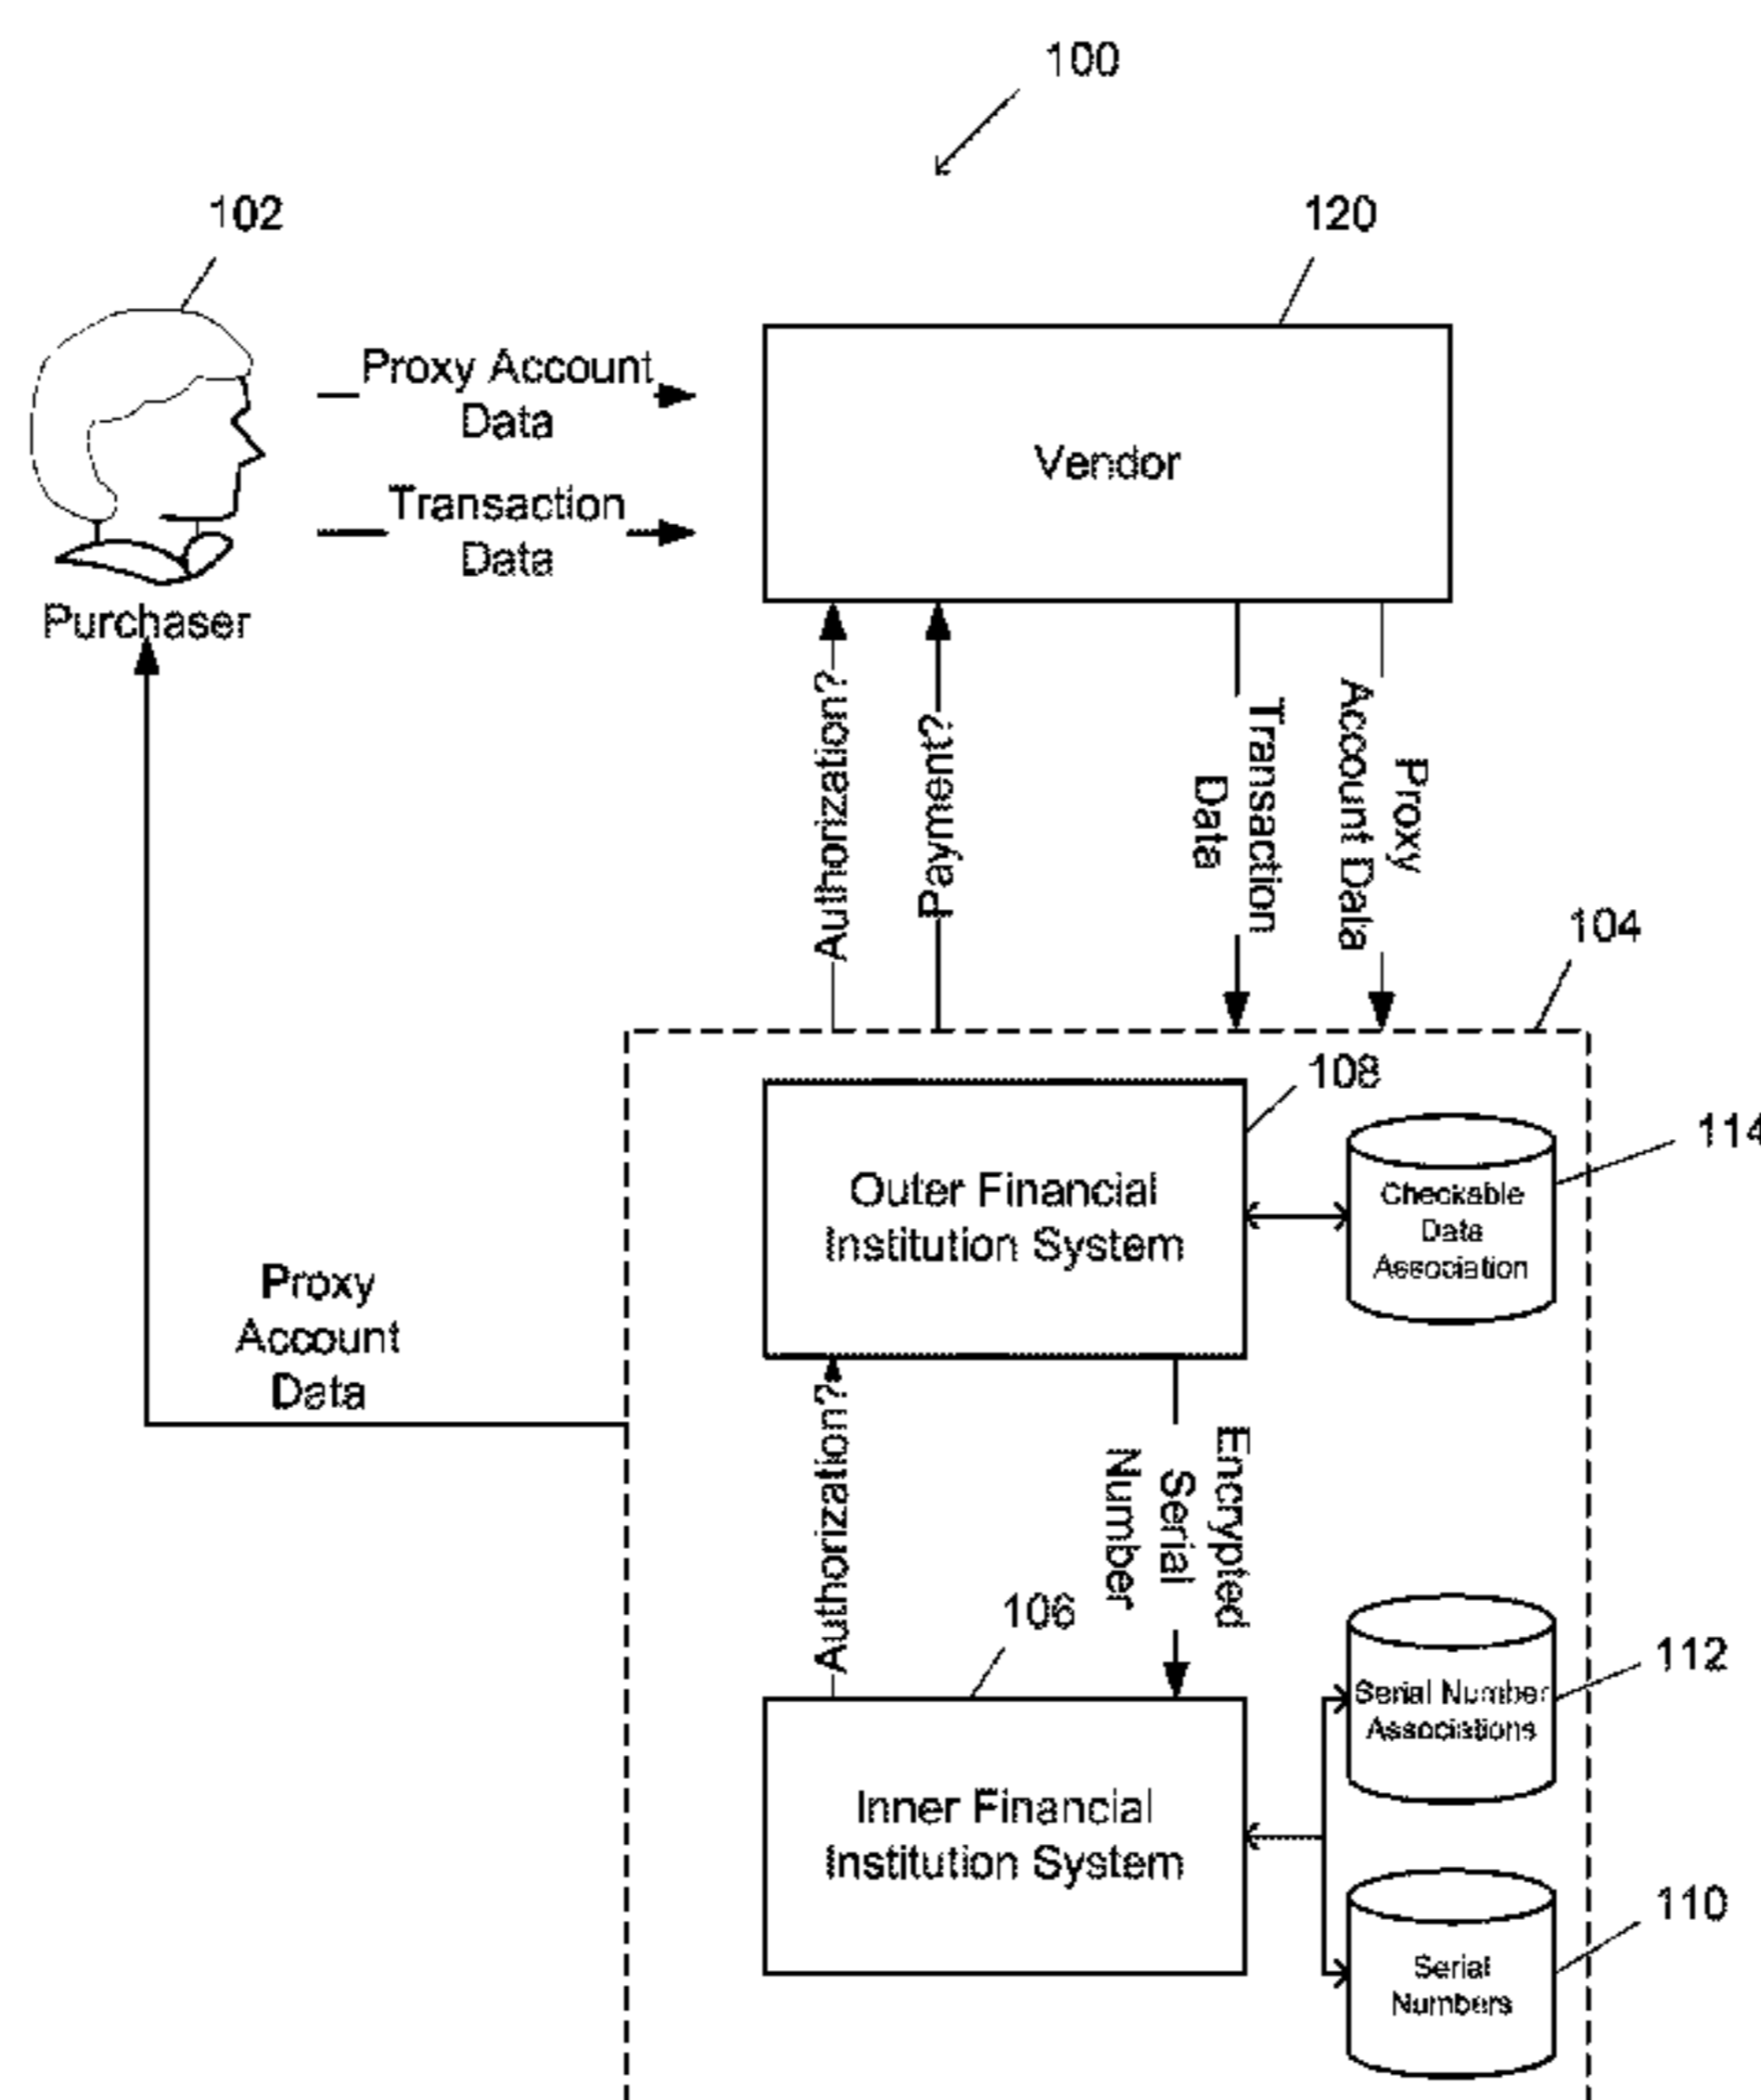 100
102
120
Proxy Account
Data
Vendor
Transaction
Data
Purchaser
Authorization?
Payment?
Transaction
Data
Proxy
Account Data
104
108
114
Outer Financial
Institution System
Checkable
Data
Association
Proxy
Account
Data
Authorization?
Encrypted
Serial
Number
106
112
Serial Number
Associations
Inner Financial
Institution System
110
Serial
Numbers